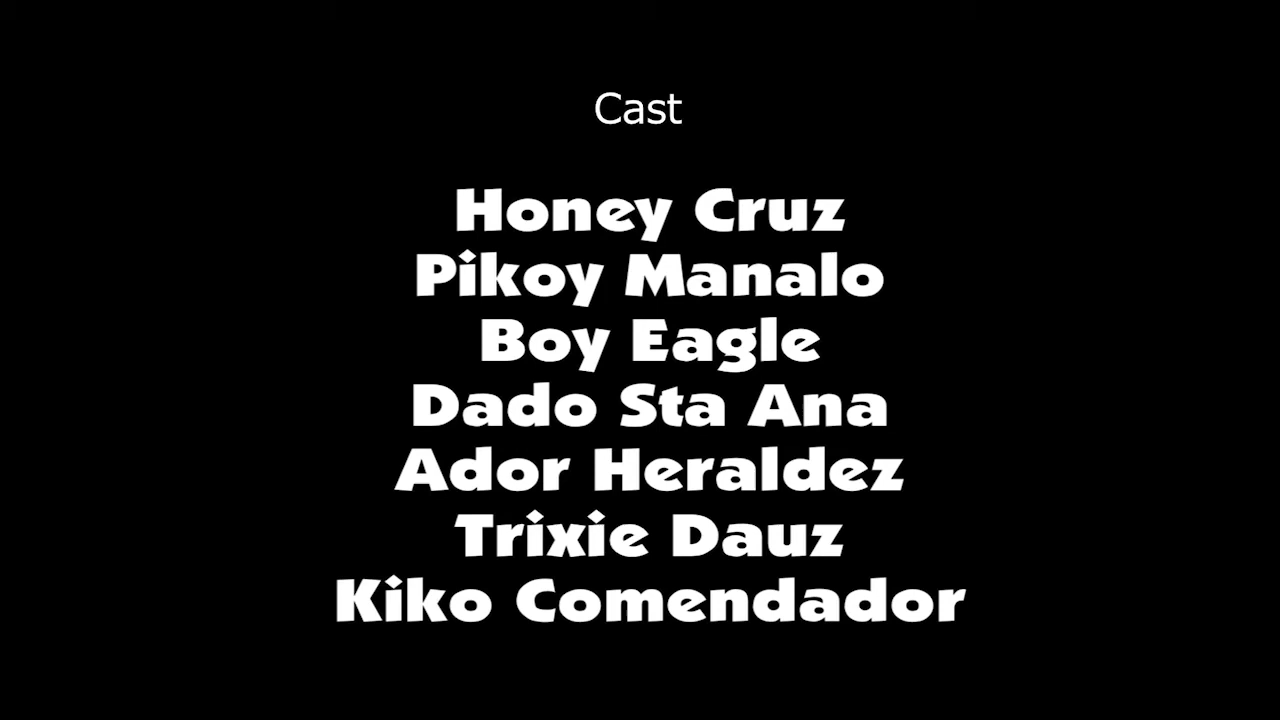 Cast
Honey Cruz
Pikoy Manalo
Boy Eagle
Dado Sta Ana
Ador Heraldez
Trixie Dauz
Kiko Comendador